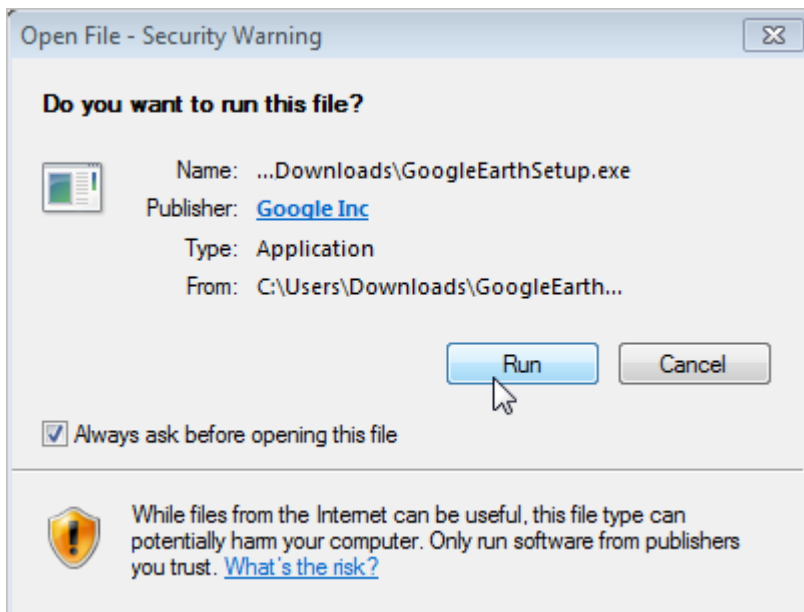 Open File - Security Warning
Do you want to run this file?
Name: ...Downloads\GoogleEarthSetup.exe
Publisher: Google Inc
Type: Application
From: C:\Users\Downloads\GoogleEarth...
Run Cancel
Always ask before opening this file
While files from the Internet can be useful, this file type can
potentially harm your computer. Only run software from publishers
you trust. What's the risk?